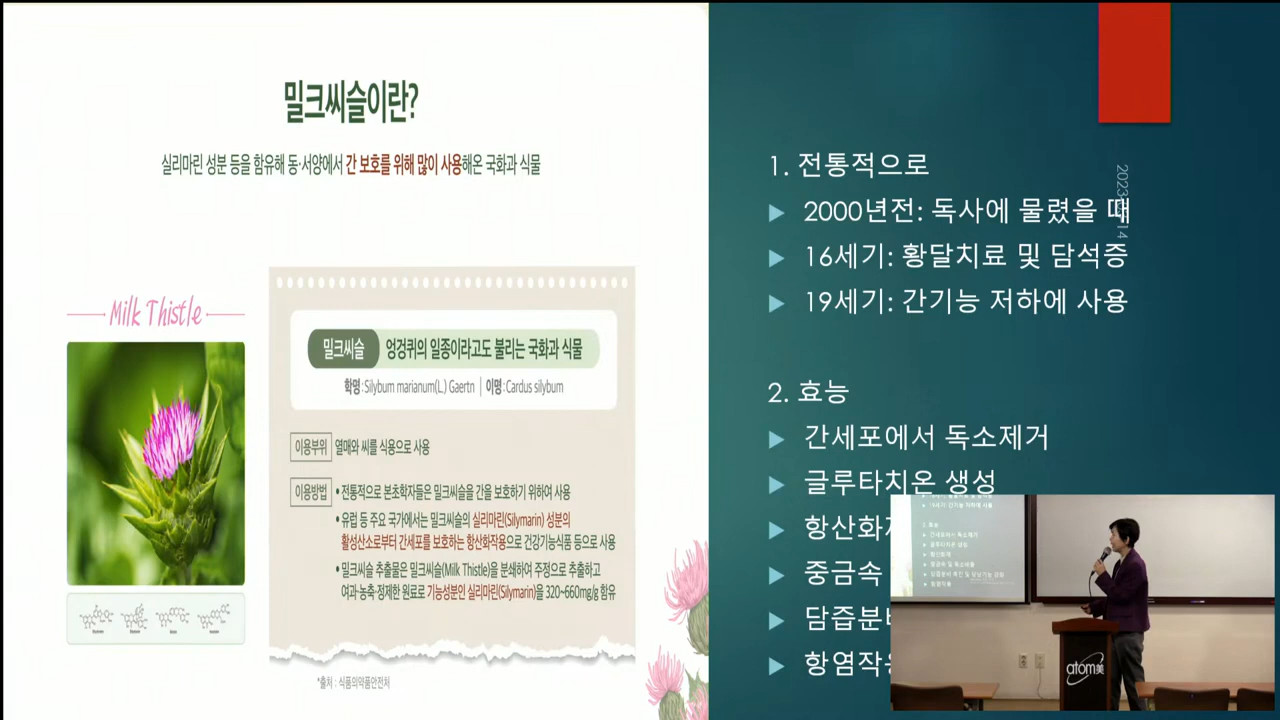 밀크씨슬이란?
실리마린 성분 등을 함유해 동·서양에서 간 보호를 위해 많이 사용해온 국화과 식물
Milk Thistle
밀크씨슬 엉겅퀴의 일종이라고도 불리는 국화과 식물
학명:Silybum marianum(L.) Gaertn | 이명:Cardus silybum
이용부위 열매와 씨를 식용으로 사용
이용방법 • 전통적으로 본초학자들은 밀크씨슬을 간을 보호하기 위하여 사용
• 유럽 등 주요 국가에서는 밀크씨슬의 실리마린(Silymarin) 성분의
활성산소로부터 간세포를 보호하는 항산화작용으로 건강기능식품 등으로 사용
• 밀크씨슬 추출물은 밀크씨슬(Milk Thistle)을 분쇄하여 주정으로 추출하고
여과·농축·정제한 원료로 기능성분인 실리마린(Silymarin)을 320~660mg/g 함유
*출처 : 식품의약품안전처
1. 전통적으로
2000년전: 독사에 물렸을 때
16세기: 황달치료 및 담석증
19세기: 간기능 저하에 사용
2. 효능
간세포에서 독소제거
글루타치온 생성
항산화
중금속
담즙분
항염작
atom美